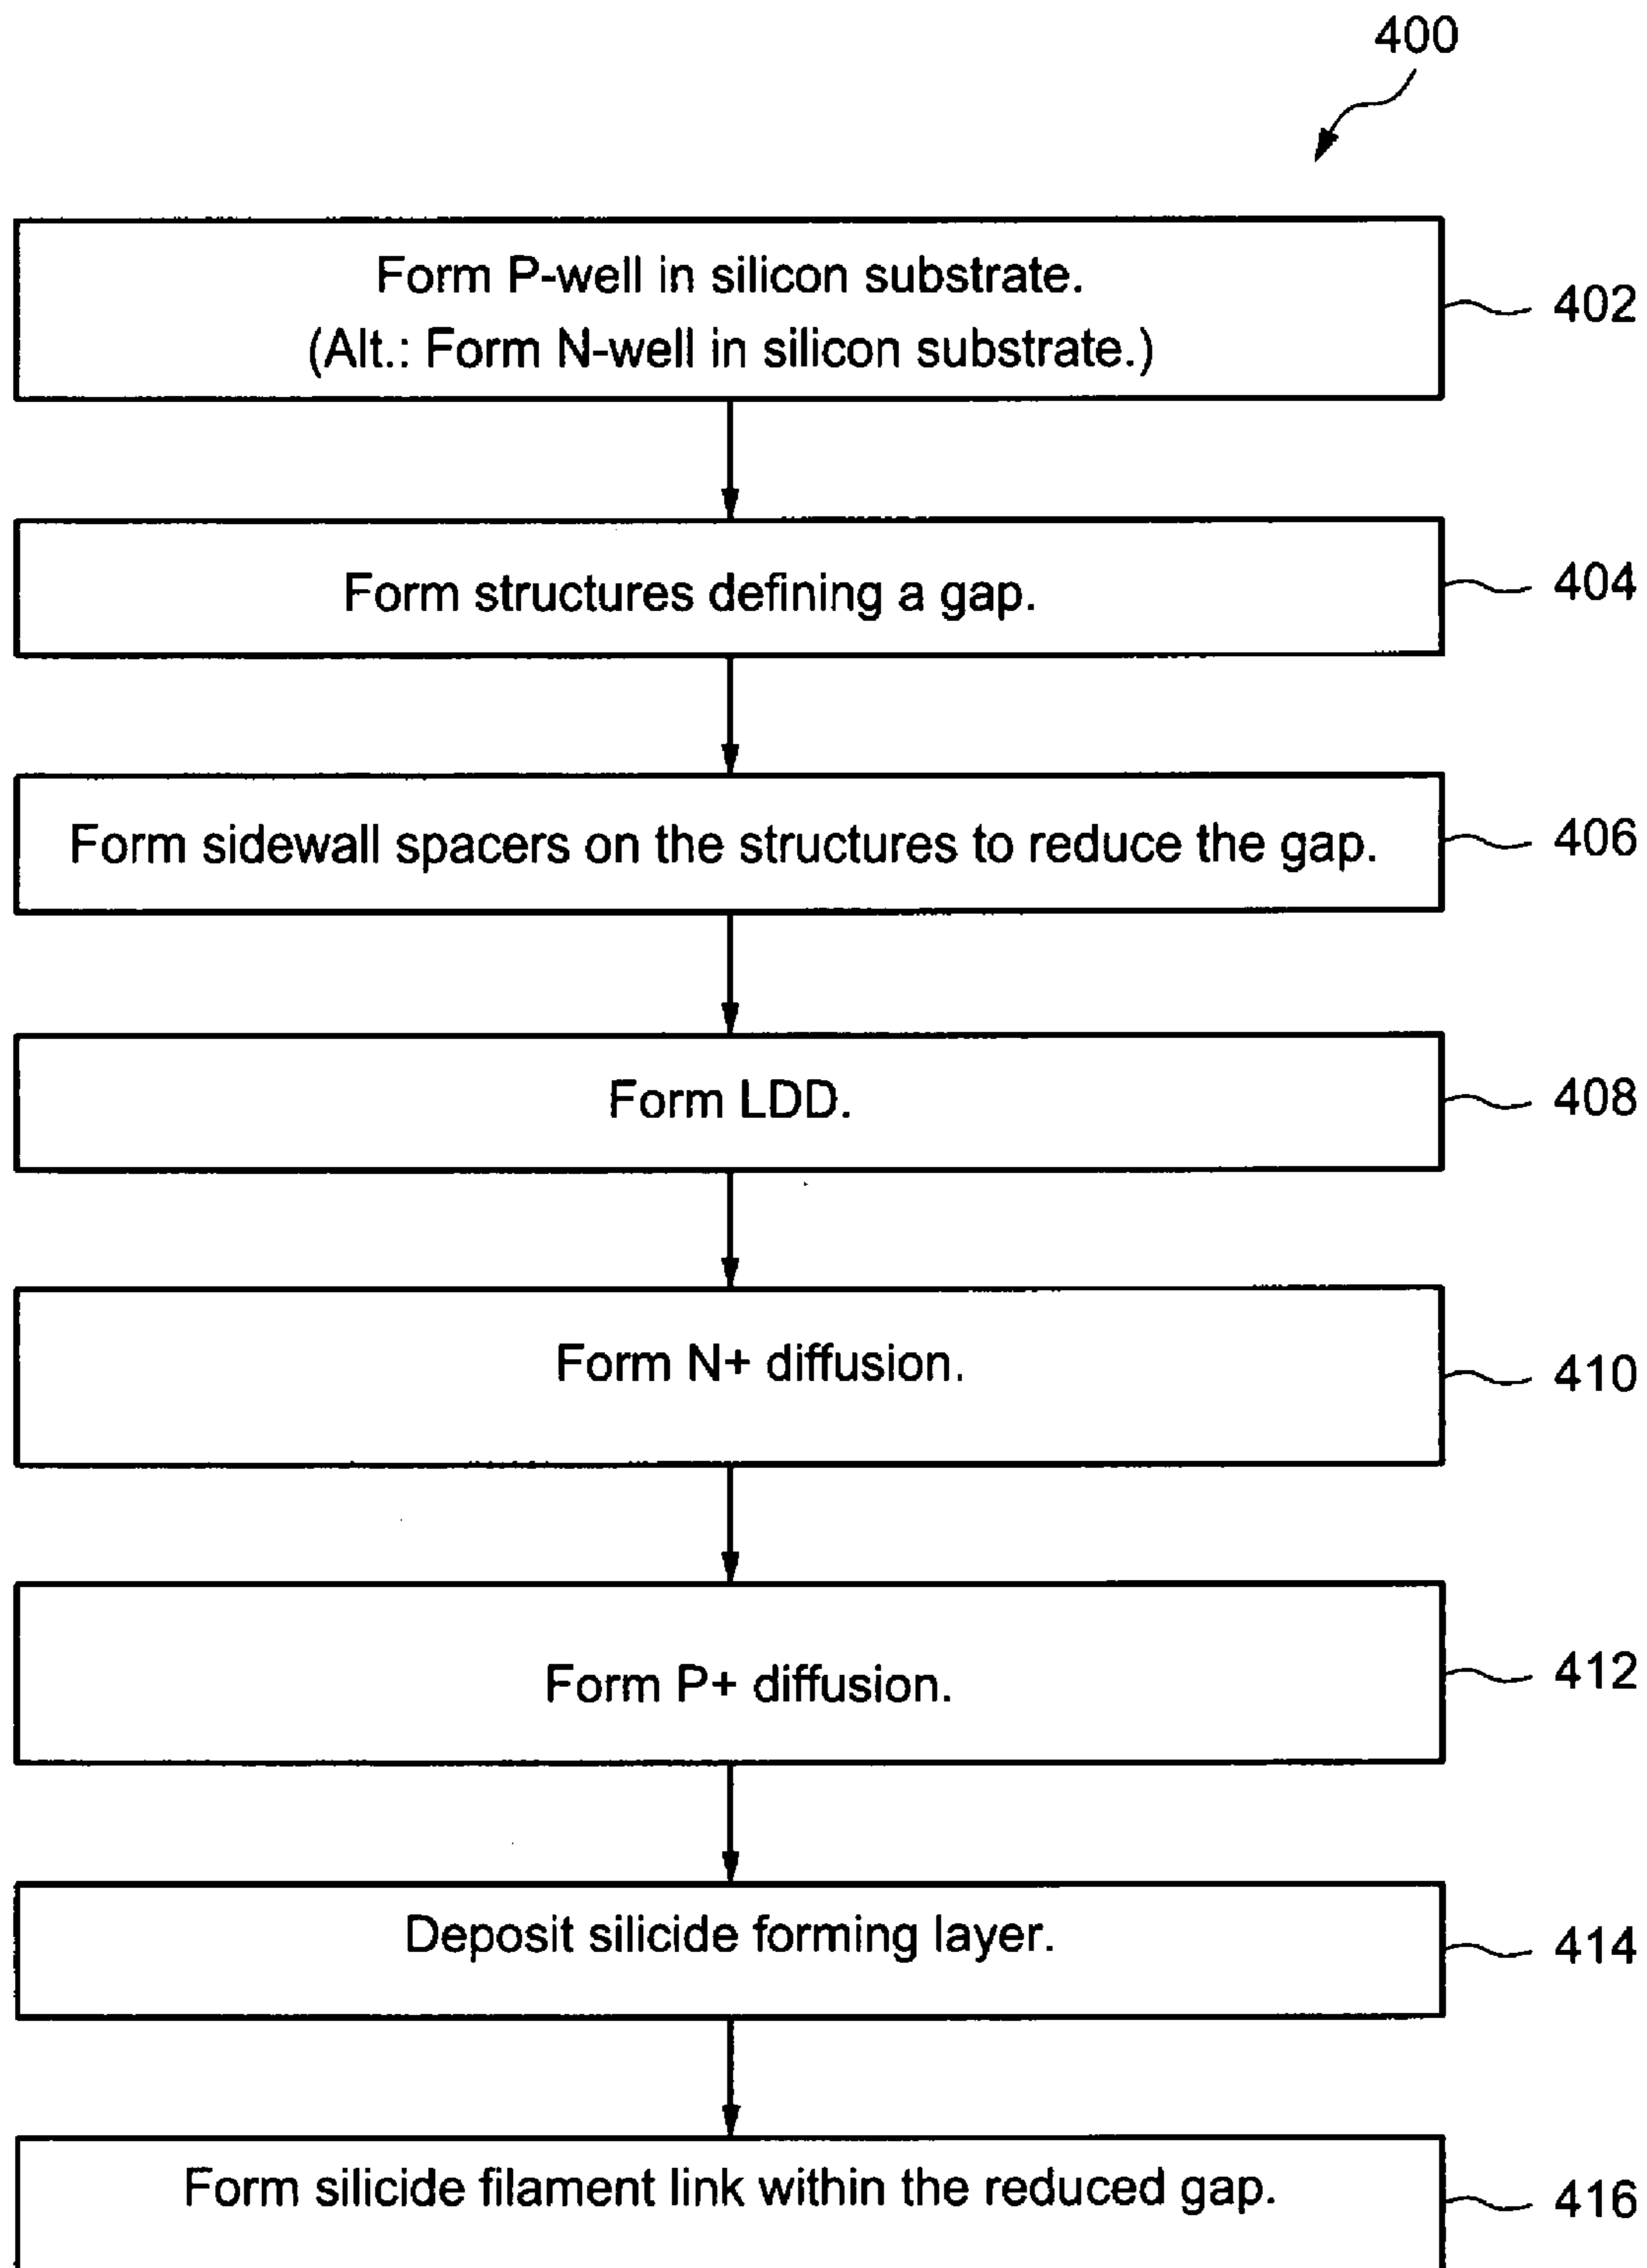 400
Form P-well in silicon substrate.
(Alt.: Form N-well in silicon substrate.)
402
Form structures defining a gap.
404
Form sidewall spacers on the structures to reduce the gap.
406
Form LDD.
408
Form N+ diffusion.
410
Form P+ diffusion.
412
Deposit silicide forming layer.
414
Form silicide filament link within the reduced gap.
416